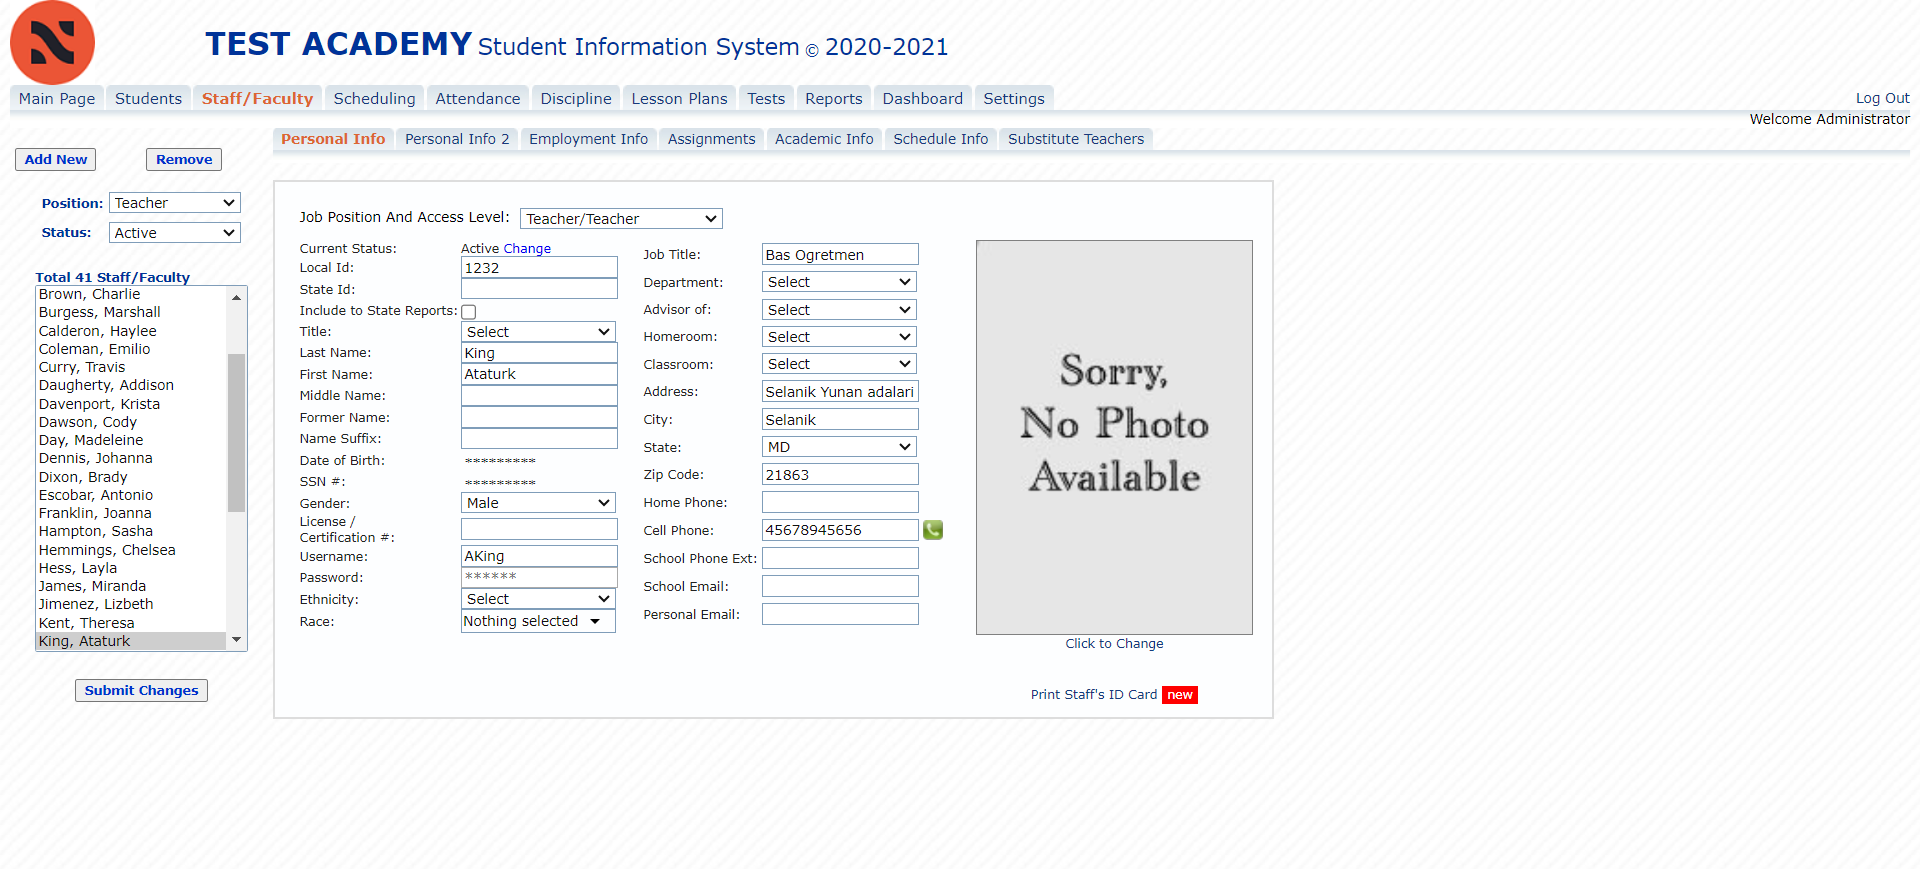 TEST ACADEMY Student Information System © 2020-2021
Main Page Students Staff/Faculty Scheduling Attendance Discipline Lesson Plans Tests Reports Dashboard Settings
Log Out
Welcome Administrator
Personal Info Personal Info 2 Employment Info Assignments Academic Info Schedule Info Substitute Teachers
Add New Remove
Position: Teacher
Status: Active
Total 41 Staff/Faculty
Brown, Charlie
Burgess, Marshall
Calderon, Haylee
Coleman, Emilio
Curry, Travis
Daugherty, Addison
Davenport, Krista
Dawson, Cody
Day, Madeleine
Dennis, Johanna
Dixon, Brady
Escobar, Antonio
Franklin, Joanna
Hampton, Sasha
Hemmings, Chelsea
Hess, Layla
James, Miranda
Jimenez, Lizbeth
Kent, Theresa
King, Ataturk
Submit Changes
Job Position And Access Level: Teacher/Teacher
Current Status: Active Change
Local Id: 1232
State Id:
Include to State Reports:
Title: Select
Last Name: King
First Name: Ataturk
Middle Name:
Former Name:
Name Suffix:
Date of Birth: *********
SSN #: *********
Gender: Male
License /
Certification #:
Username: AKing
Password: ******
Ethnicity: Select
Race: Nothing selected
Job Title: Bas Ogretmen
Department: Select
Advisor of: Select
Homeroom: Select
Classroom: Select
Address: Selanik Yunan adalari
City: Selanik
State: MD
Zip Code: 21863
Home Phone:
Cell Phone: 45678945656
School Phone Ext:
School Email:
Personal Email:
Sorry,
No Photo
Available
Click to Change
Print Staff's ID Card new